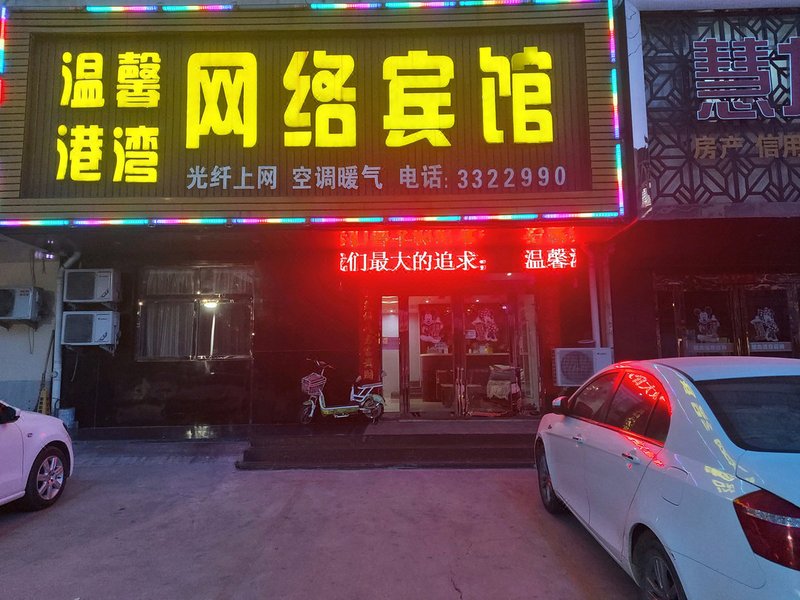 温馨
港湾
网络宾馆
光纤上网 空调暖气 电话:3322990
们最大的追求; 温馨
慧
房产 信用